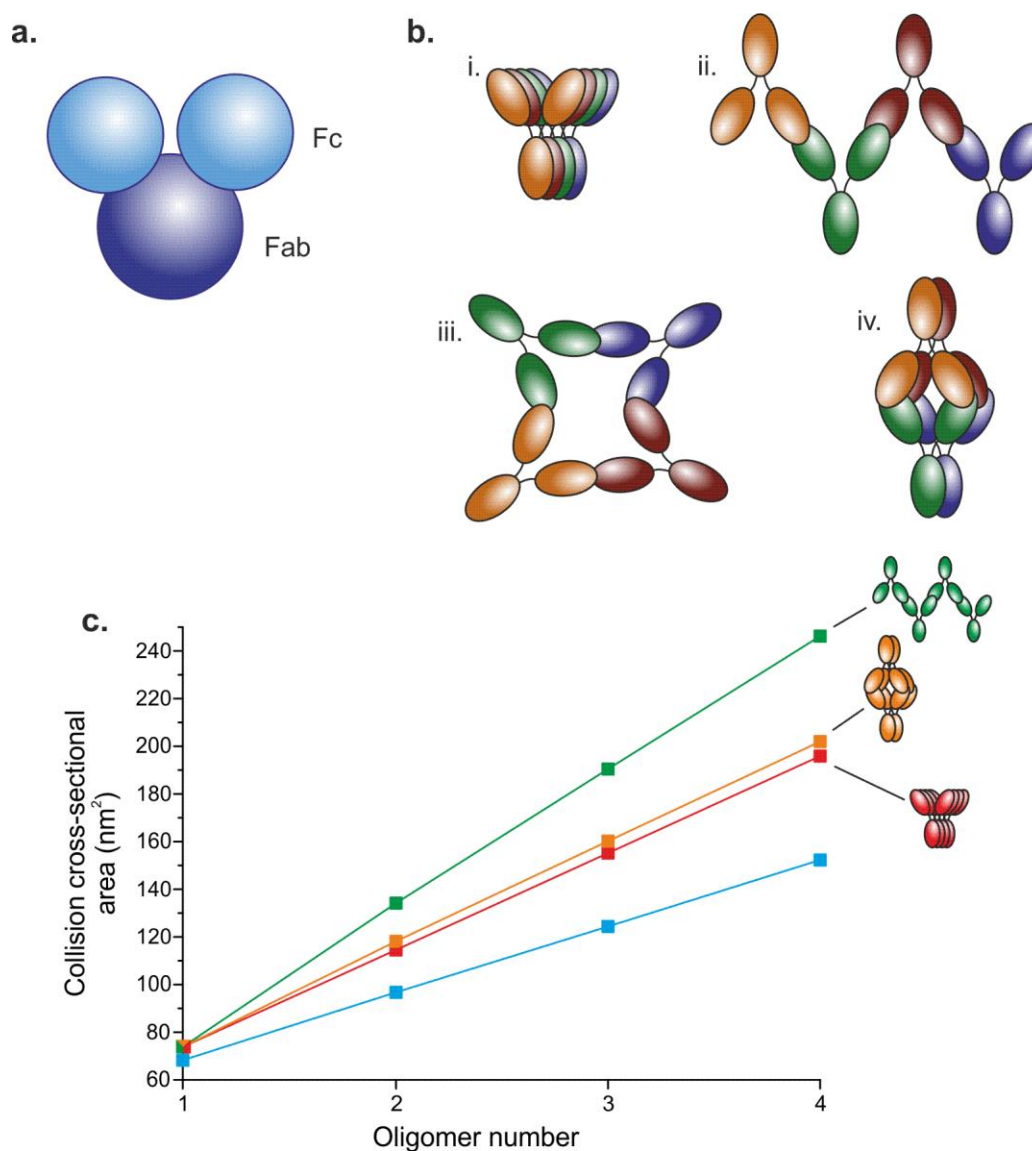 a.
Fc
Fab
b.
i.
ii.
iii.
iv.
c.
Collision cross-sectional
area (nm²)
240
220
200
180
160
140
120
100
80
60
1
2
3
4
Oligomer number